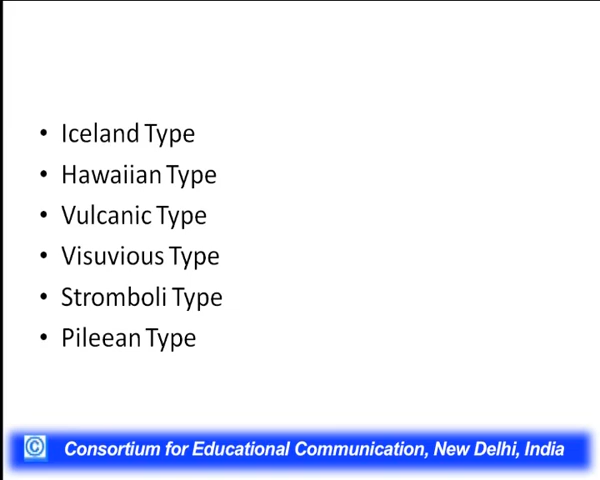 • Iceland Type
• Hawaiian Type
• Vulcanic Type
• Visuvious Type
• Stromboli Type
• Pileean Type
© Consortium for Educational Communication, New Delhi, India